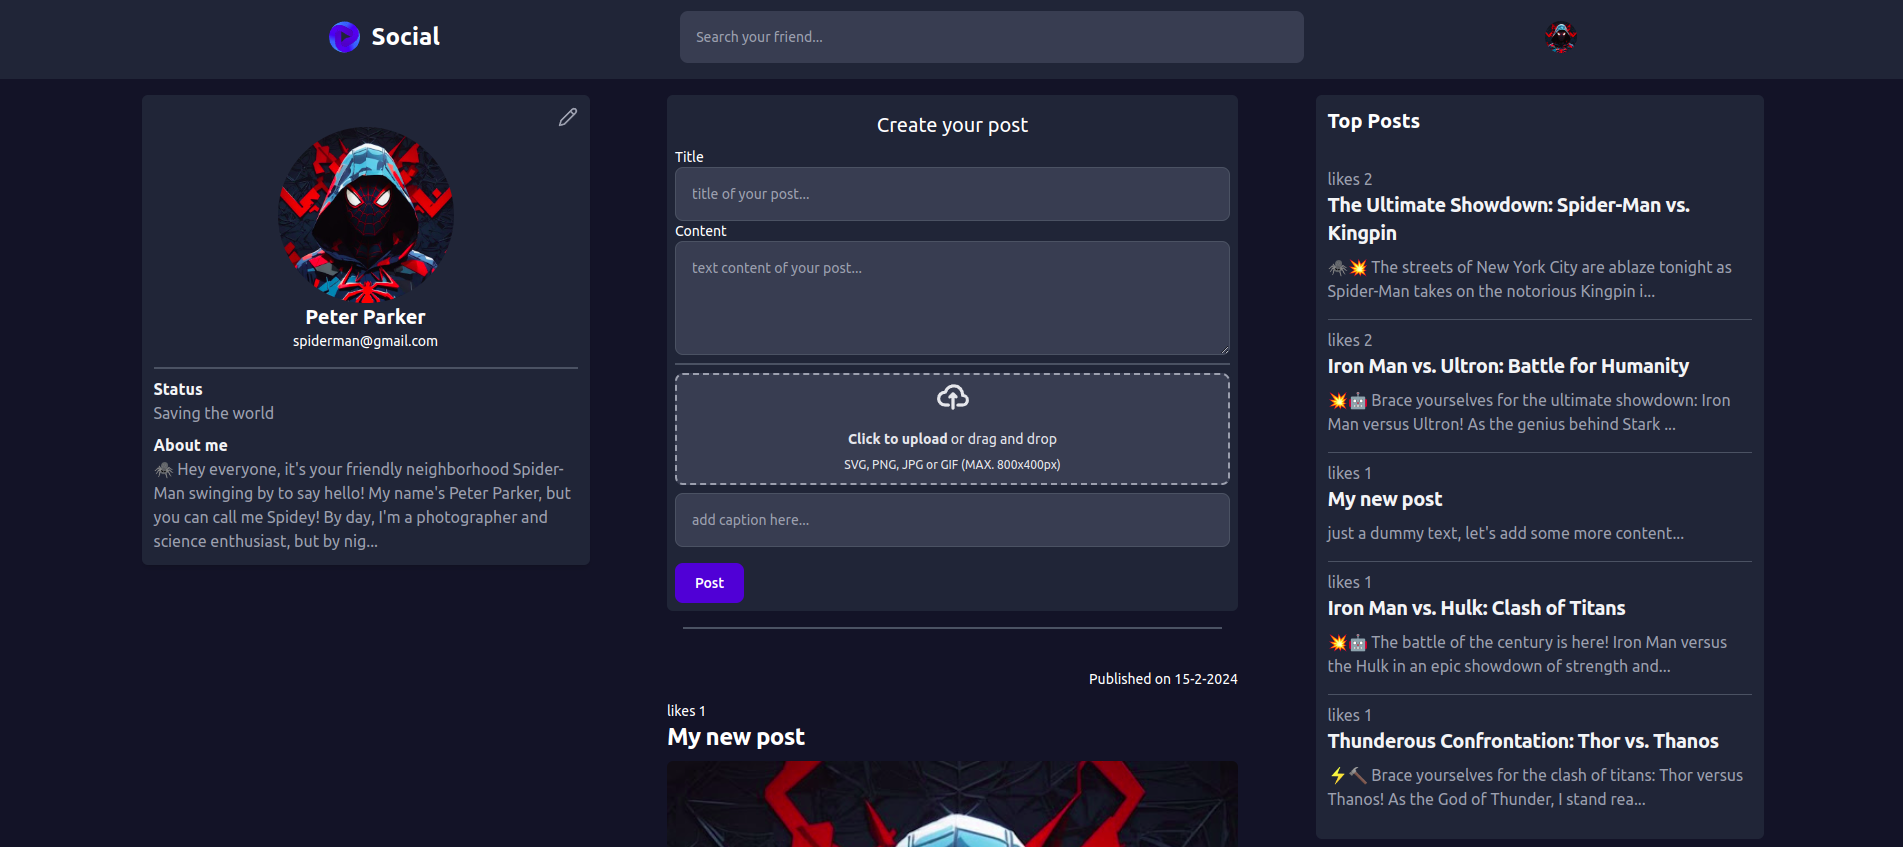 Social
Search your friend...
Peter Parker
spiderman@gmail.com
Status
Saving the world
About me
🕷️ Hey everyone, it's your friendly neighborhood Spider-
Man swinging by to say hello! My name's Peter Parker, but
you can call me Spidey! By day, I'm a photographer and
science enthusiast, but by nig...
Create your post
Title
title of your post...
Content
text content of your post...
Click to upload or drag and drop
SVG, PNG, JPG or GIF (MAX. 800x400px)
add caption here...
Post
Published on 15-2-2024
likes 1
My new post
Top Posts
likes 2
The Ultimate Showdown: Spider-Man vs.
Kingpin
🕷️💥 The streets of New York City are ablaze tonight as
Spider-Man takes on the notorious Kingpin i...
likes 2
Iron Man vs. Ultron: Battle for Humanity
💥🤖 Brace yourselves for the ultimate showdown: Iron
Man versus Ultron! As the genius behind Stark ...
likes 1
My new post
just a dummy text, let's add some more content...
likes 1
Iron Man vs. Hulk: Clash of Titans
💥🤖 The battle of the century is here! Iron Man versus
the Hulk in an epic showdown of strength and...
likes 1
Thunderous Confrontation: Thor vs. Thanos
⚡🔨 Brace yourselves for the clash of titans: Thor versus
Thanos! As the God of Thunder, I stand rea...